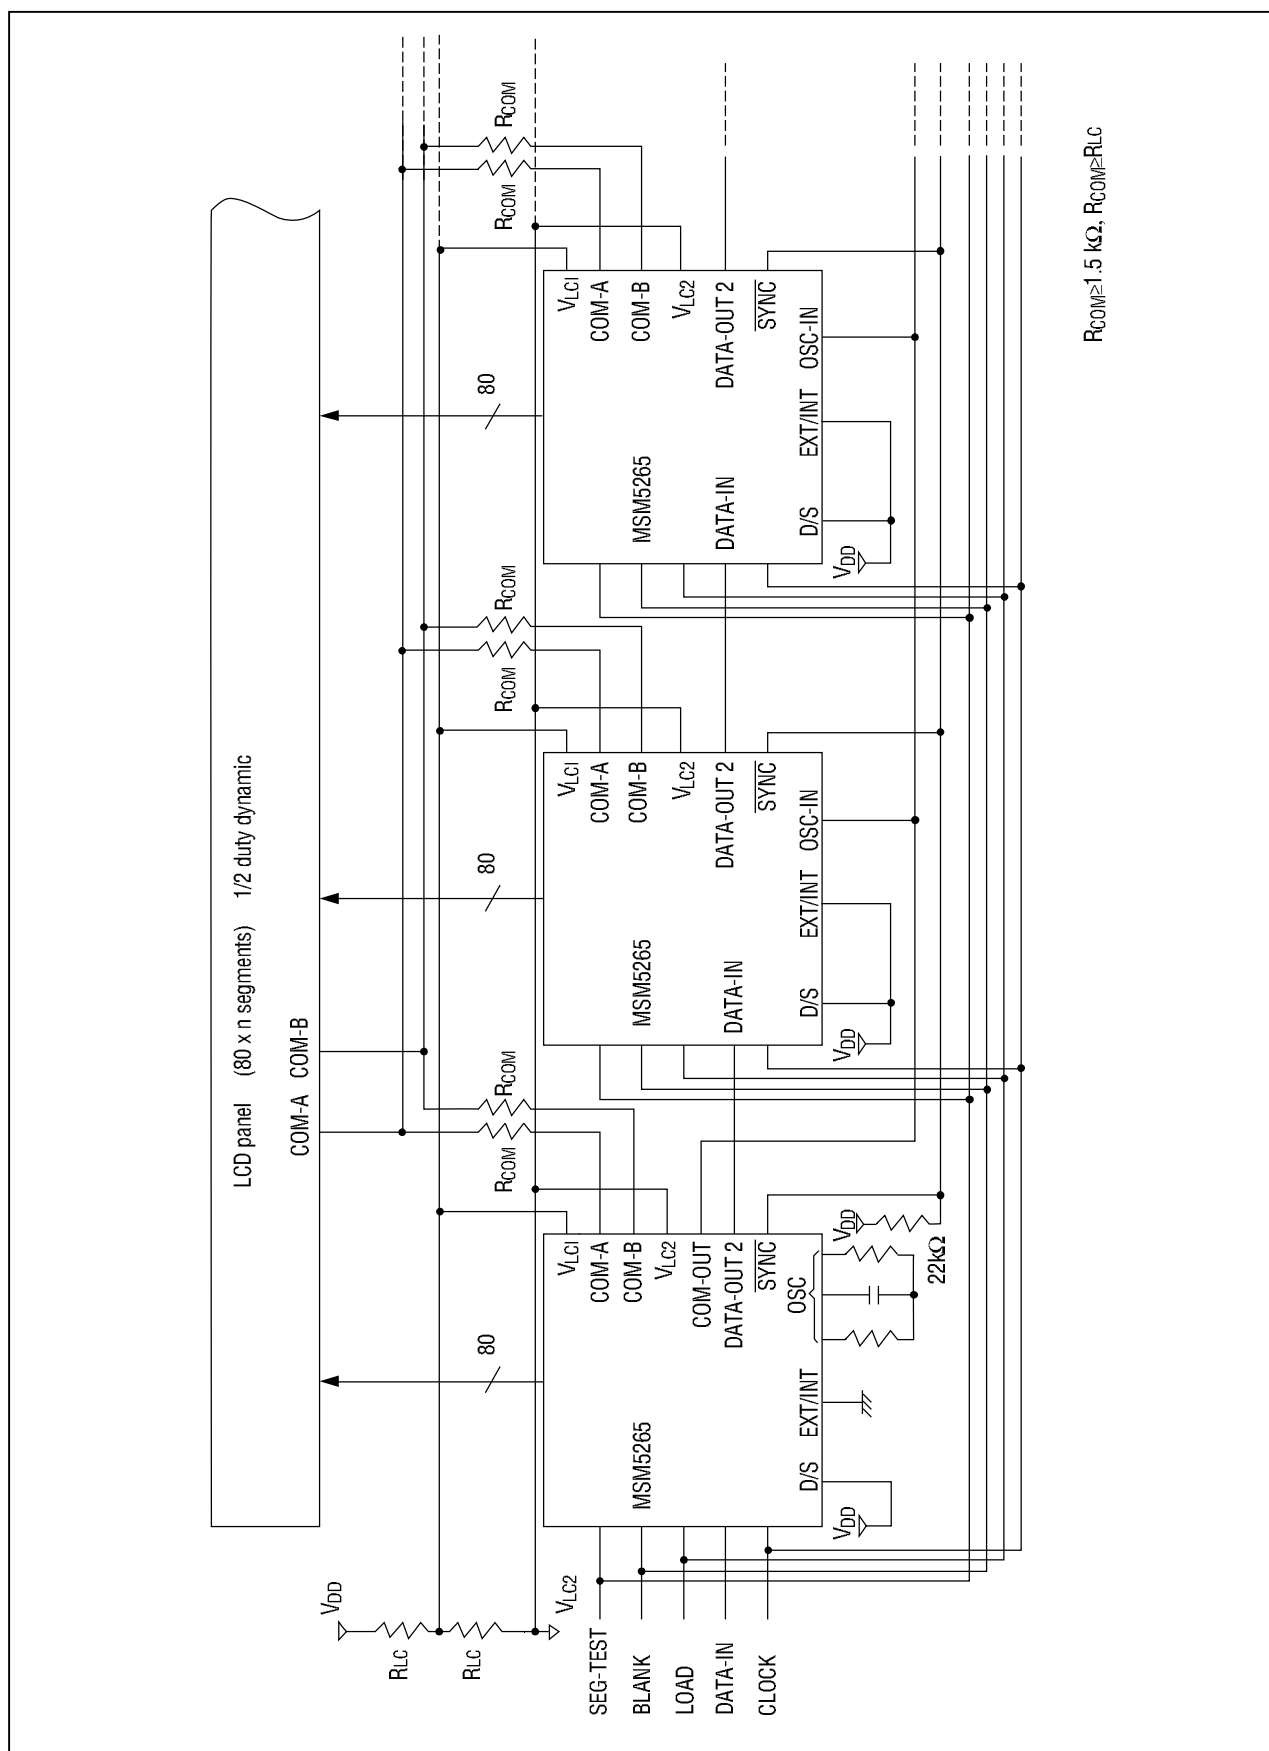 LCD panel (80 x n segments) 1/2 duty dynamic
COM-A COM-B
VDD
RLC
RLC
VLC2
RCOM
RCOM
RCOM
RCOM
RCOM
RCOM
80
80
80
SEG-TEST
BLANK
LOAD
DATA-IN
CLOCK
MSM5265
VLC1
COM-A
COM-B
VLC2
COM-OUT
DATA-OUT 2
SYNC
D/S
EXT/INT
OSC
VDD
VDD
22kΩ
MSM5265
DATA-IN
VLC1
COM-A
COM-B
VLC2
DATA-OUT 2
SYNC
D/S
EXT/INT
OSC-IN
VDD
MSM5265
DATA-IN
VLC1
COM-A
COM-B
VLC2
DATA-OUT 2
SYNC
D/S
EXT/INT
OSC-IN
VDD
RCOM≥1.5 kΩ, RCOM≥RLC